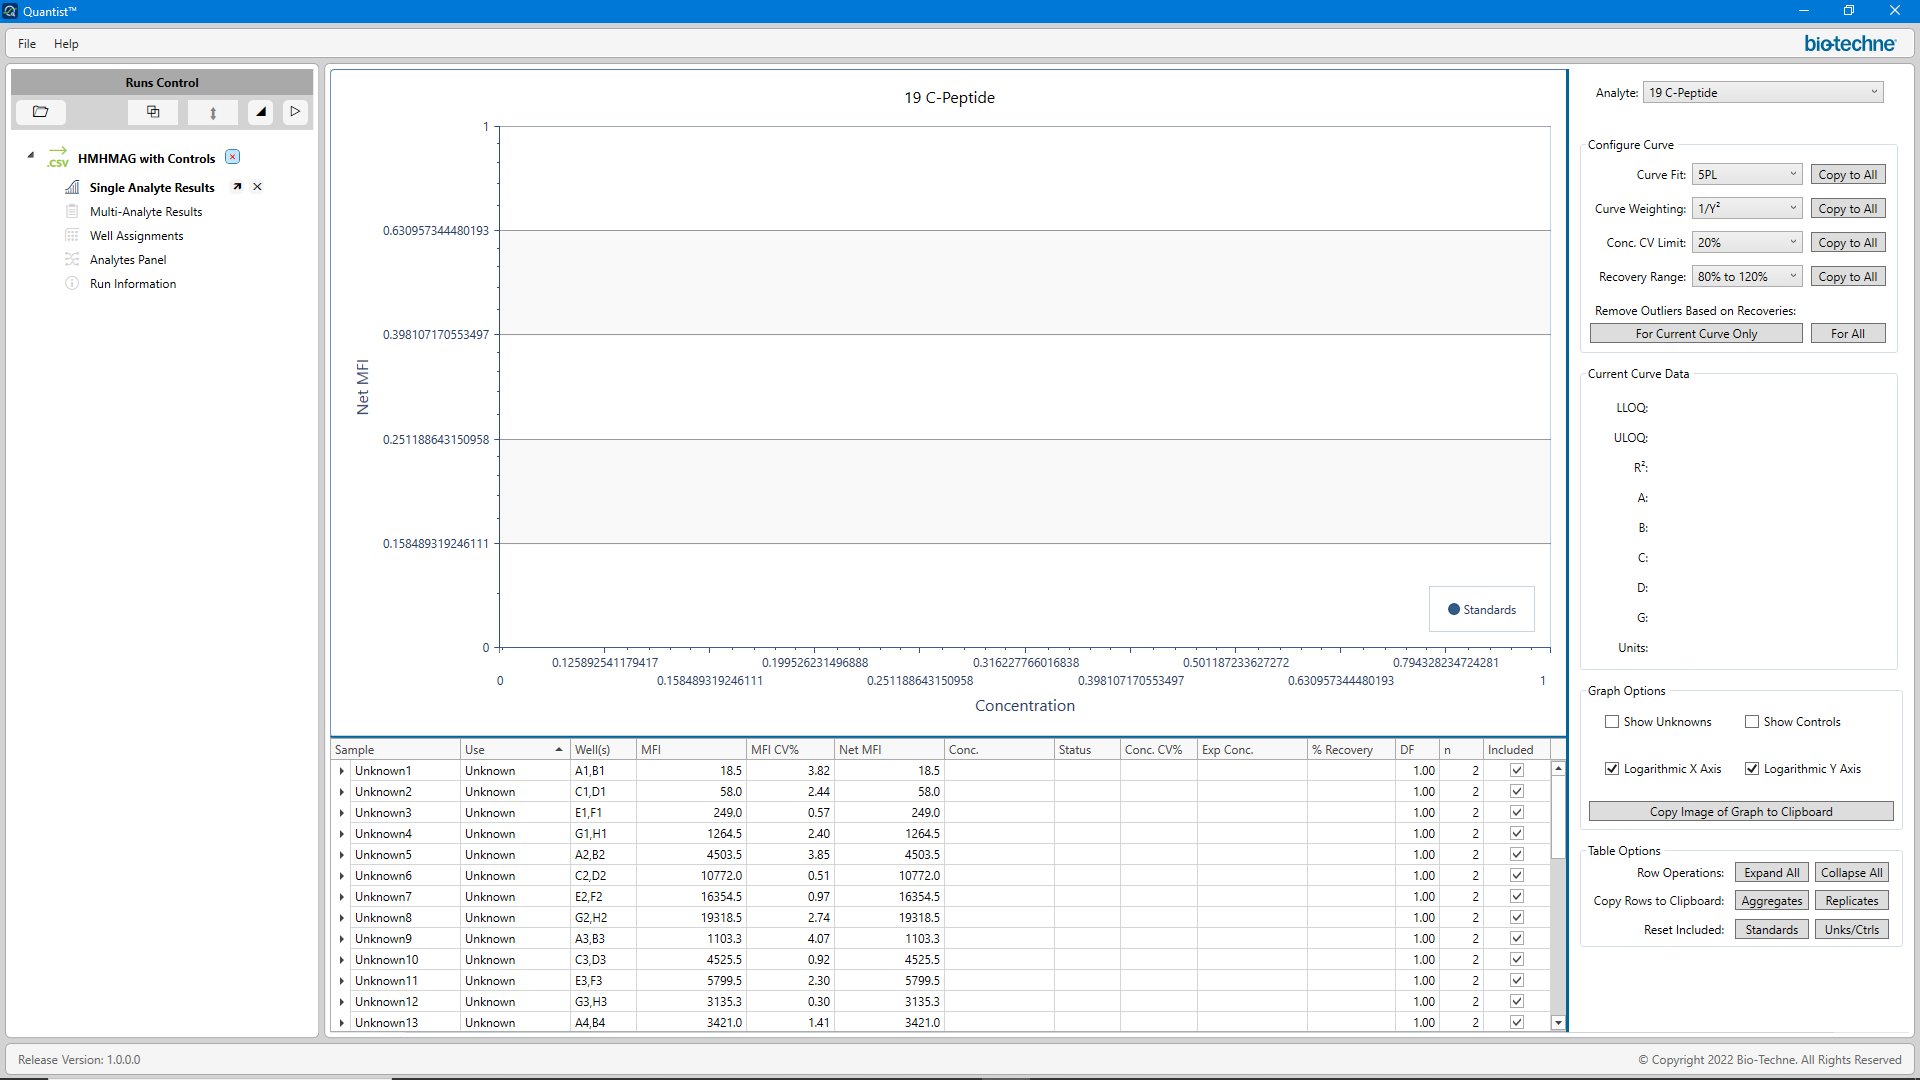 Quantist™
File Help
bio-techne®
Runs Control
.CSV HMHMAG with Controls
Single Analyte Results
Multi-Analyte Results
Well Assignments
Analytes Panel
Run Information
19 C-Peptide
Net MFI
1
0.630957344480193
0.398107170553497
0.251188643150958
0.158489319246111
0
Standards
0.125892541179417 0.199526231496888 0.316227766016838 0.501187233627272 0.794328234724281
0 0.158489319246111 0.251188643150958 0.398107170553497 0.630957344480193 1
Concentration
Sample Use Well(s) MFI MFI CV% Net MFI Conc. Status Conc. CV% Exp Conc. % Recovery DF n Included
Unknown1 Unknown A1,B1 18.5 3.82 18.5 1.00 2
Unknown2 Unknown C1,D1 58.0 2.44 58.0 1.00 2
Unknown3 Unknown E1,F1 249.0 0.57 249.0 1.00 2
Unknown4 Unknown G1,H1 1264.5 2.40 1264.5 1.00 2
Unknown5 Unknown A2,B2 4503.5 3.85 4503.5 1.00 2
Unknown6 Unknown C2,D2 10772.0 0.51 10772.0 1.00 2
Unknown7 Unknown E2,F2 16354.5 0.97 16354.5 1.00 2
Unknown8 Unknown G2,H2 19318.5 2.74 19318.5 1.00 2
Unknown9 Unknown A3,B3 1103.3 4.07 1103.3 1.00 2
Unknown10 Unknown C3,D3 4525.5 0.92 4525.5 1.00 2
Unknown11 Unknown E3,F3 5799.5 2.30 5799.5 1.00 2
Unknown12 Unknown G3,H3 3135.3 0.30 3135.3 1.00 2
Unknown13 Unknown A4,B4 3421.0 1.41 3421.0 1.00 2
Analyte: 19 C-Peptide
Configure Curve
Curve Fit: 5PL Copy to All
Curve Weighting: 1/Y² Copy to All
Conc. CV Limit: 20% Copy to All
Recovery Range: 80% to 120% Copy to All
Remove Outliers Based on Recoveries:
For Current Curve Only For All
Current Curve Data
LLOQ:
ULOQ:
R²:
A:
B:
C:
D:
G:
Units:
Graph Options
Show Unknowns Show Controls
Logarithmic X Axis Logarithmic Y Axis
Copy Image of Graph to Clipboard
Table Options
Row Operations: Expand All Collapse All
Copy Rows to Clipboard: Aggregates Replicates
Reset Included: Standards Unks/Ctrls
Release Version: 1.0.0.0
© Copyright 2022 Bio-Techne. All Rights Reserved